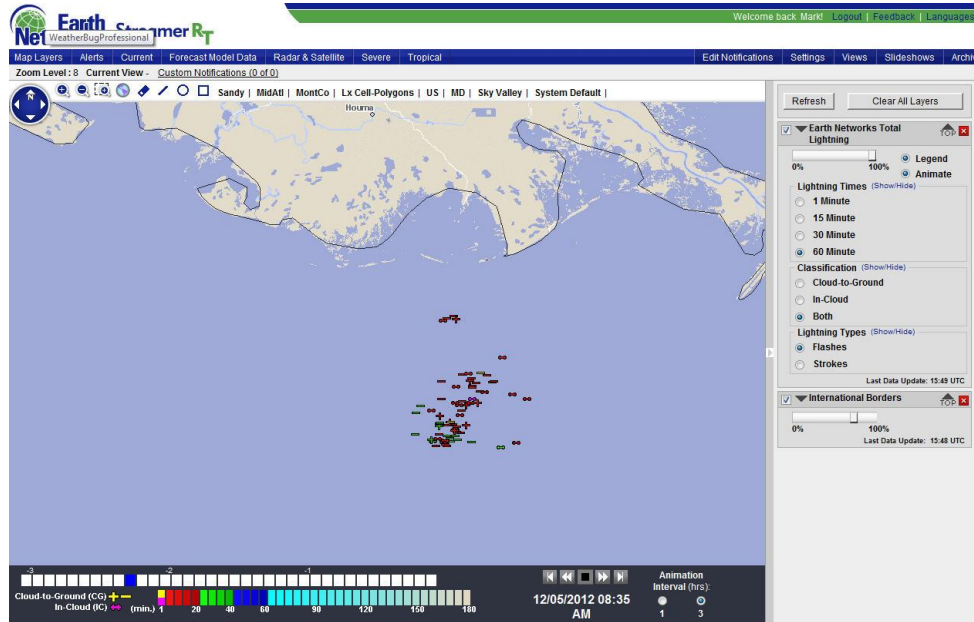 Earth
Net
Streamer RT
WeatherBugProfessional
Welcome back Mark! Logout | Feedback | Languages
Map Layers Alerts Current Forecast Model Data Radar & Satellite Severe Tropical Edit Notifications Settings Views Slideshows Archi
Zoom Level: 8 Current View - Custom Notifications (0 of 0)
N
Sandy | MidAtl | MontCo | Lx Cell-Polygons | US | MD | Sky Valley | System Default |
Houma
Refresh Clear All Layers
Earth Networks Total
Lightning
TOP
0% 100%
Legend
Animate
Lightning Times (Show/Hide)
1 Minute
15 Minute
30 Minute
60 Minute
Classification (Show/Hide)
Cloud-to-Ground
In-Cloud
Both
Lightning Types (Show/Hide)
Flashes
Strokes
Last Data Update: 15:49 UTC
International Borders
TOP
0% 100%
Last Data Update: 15:48 UTC
-3 -2 -1
Cloud-to-Ground (CG)
In-Cloud (IC) (min.) 1 20 40 60 90 120 150 180
12/05/2012 08:35
AM
Animation
Interval (hrs):
1 3